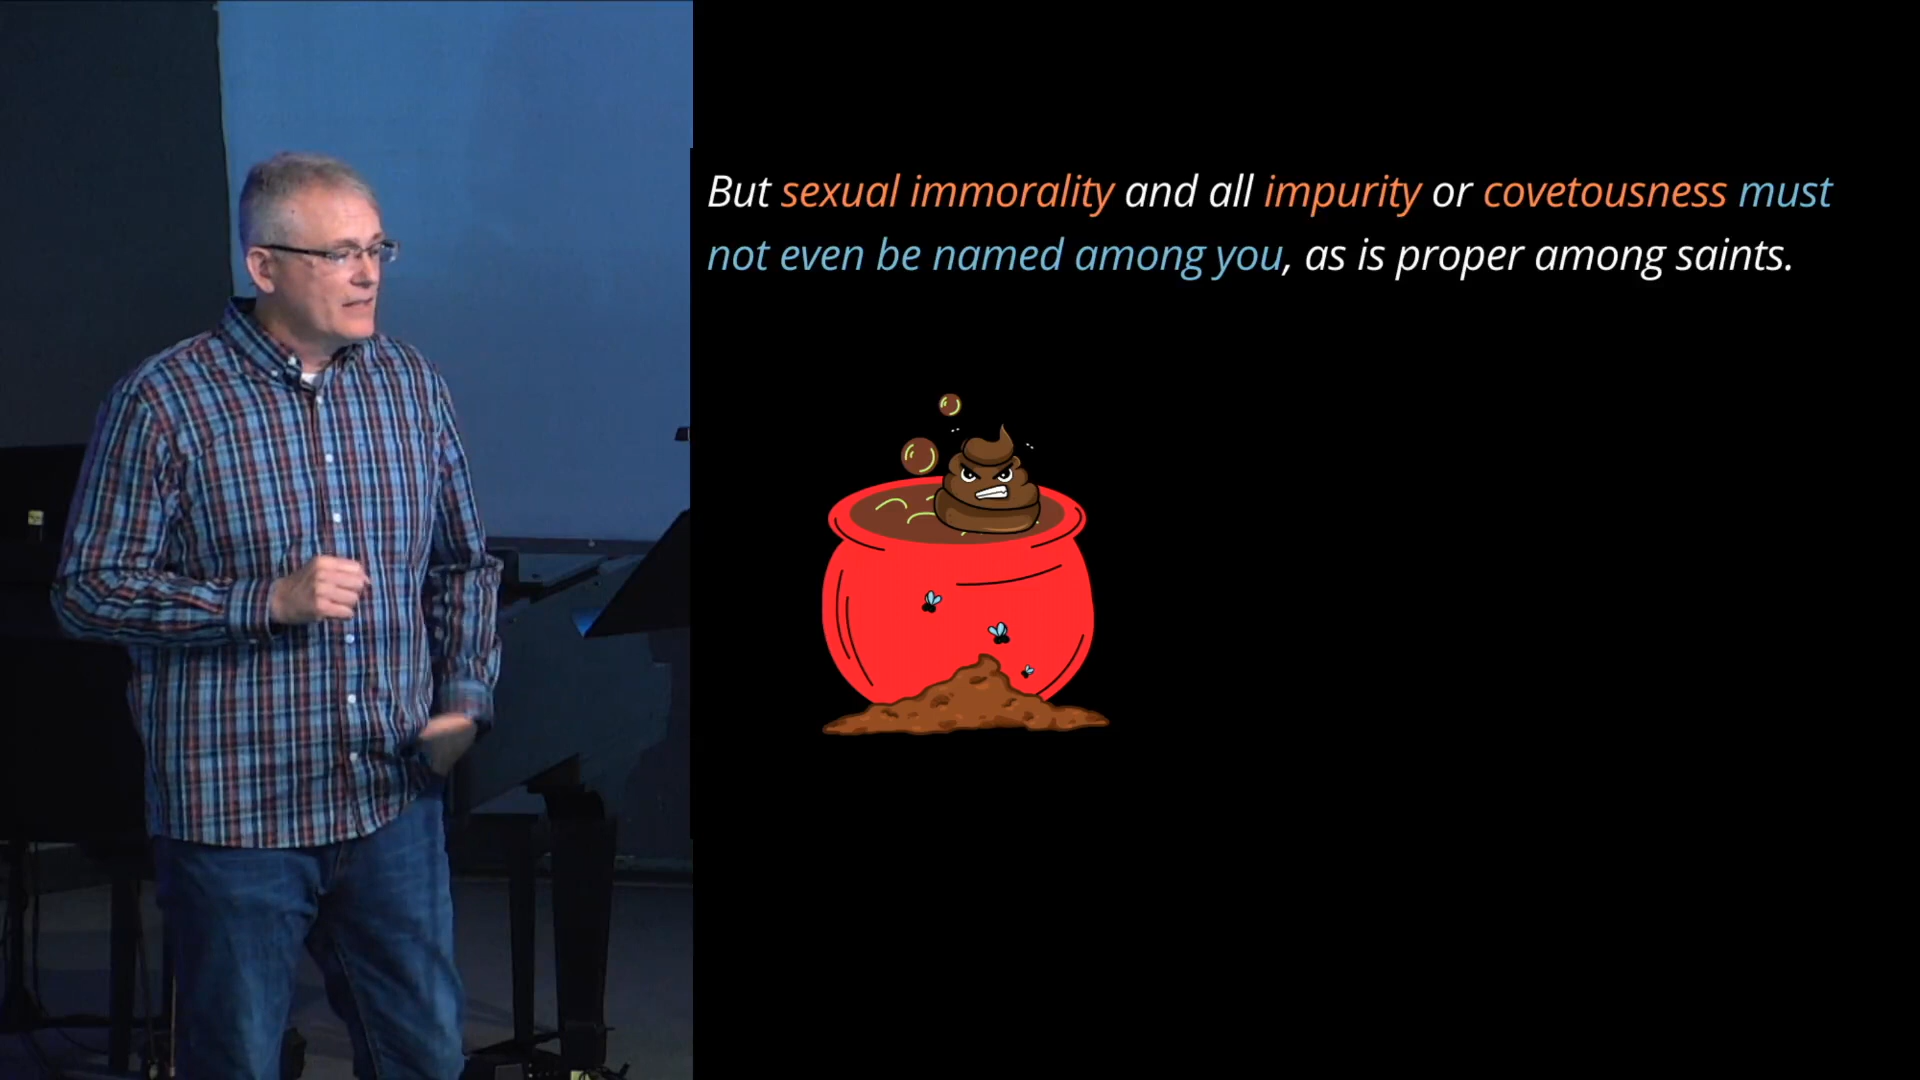 But sexual immorality and all impurity or covetousness must
not even be named among you, as is proper among saints.